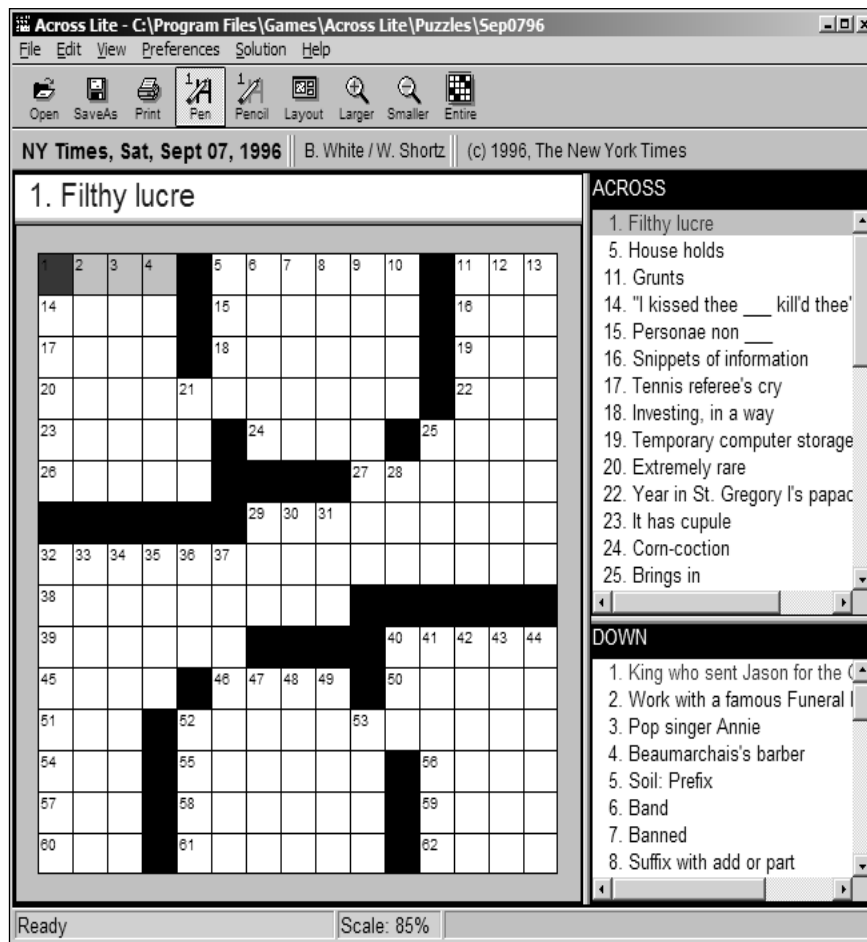 Across Lite - C:\Program Files\Games\Across Lite\Puzzles\Sep0796
File Edit View Preferences Solution Help
1 1
Open SaveAs Print Pen Pencil Layout Larger Smaller Entire
NY Times, Sat, Sept 07, 1996 B. White / W. Shortz (c) 1996, The New York Times
1. Filthy lucre
1 2 3 4 5 6 7 8 9 10 11 12 13
14 15 16
17 18 19
20 21 22
23 24 25
26 27 28
29 30 31
32 33 34 35 36 37
38
39 40 41 42 43 44
45 46 47 48 49 50
51 52 53
54 55 56
57 58 59
60 61 62
ACROSS
1. Filthy lucre
5. House holds
11. Grunts
14. "I kissed thee ___ kill'd thee"
15. Personae non ___
16. Snippets of information
17. Tennis referee's cry
18. Investing, in a way
19. Temporary computer storage
20. Extremely rare
22. Year in St. Gregory I's papac
23. It has cupule
24. Corn-coction
25. Brings in
DOWN
1. King who sent Jason for the
2. Work with a famous Funeral
3. Pop singer Annie
4. Beaumarchais's barber
5. Soil: Prefix
6. Band
7. Banned
8. Suffix with add or part
Ready Scale: 85%